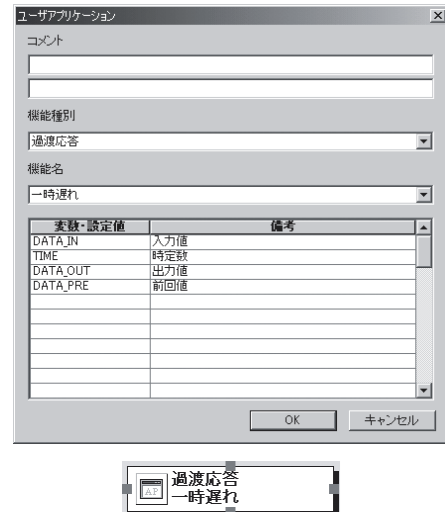 ユーザアプリケーション
コメント
機能種別
過渡応答
機能名
一時遅れ
変数・設定値 備考
DATA_IN 入力値
TIME 時定数
DATA_OUT 出力値
DATA_PRE 前回値
OK キャンセル
AP 過渡応答
一時遅れ